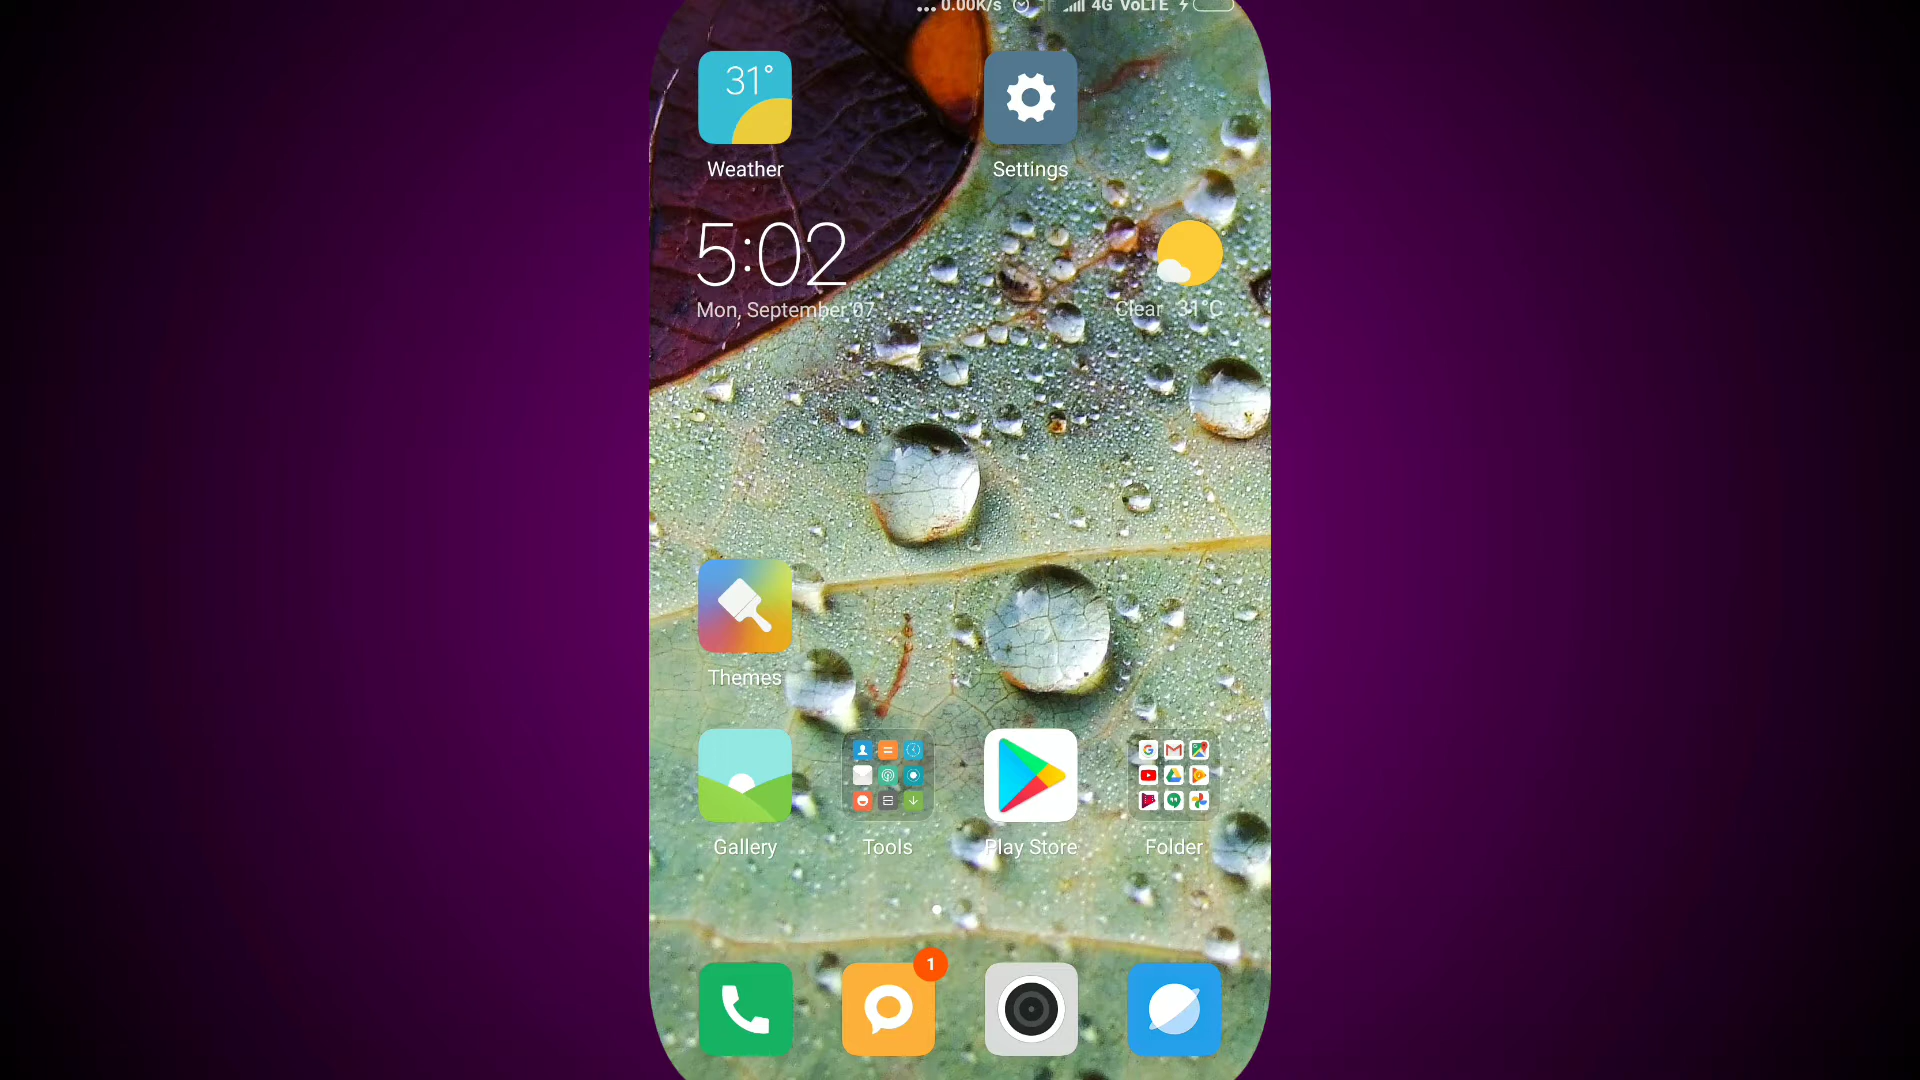 ...0.00K/s 4G VoLTE
31°
Weather
Settings
5:02
Mon, September 07
Clear 31°C
Themes
Gallery
Tools
Play Store
Folder
1